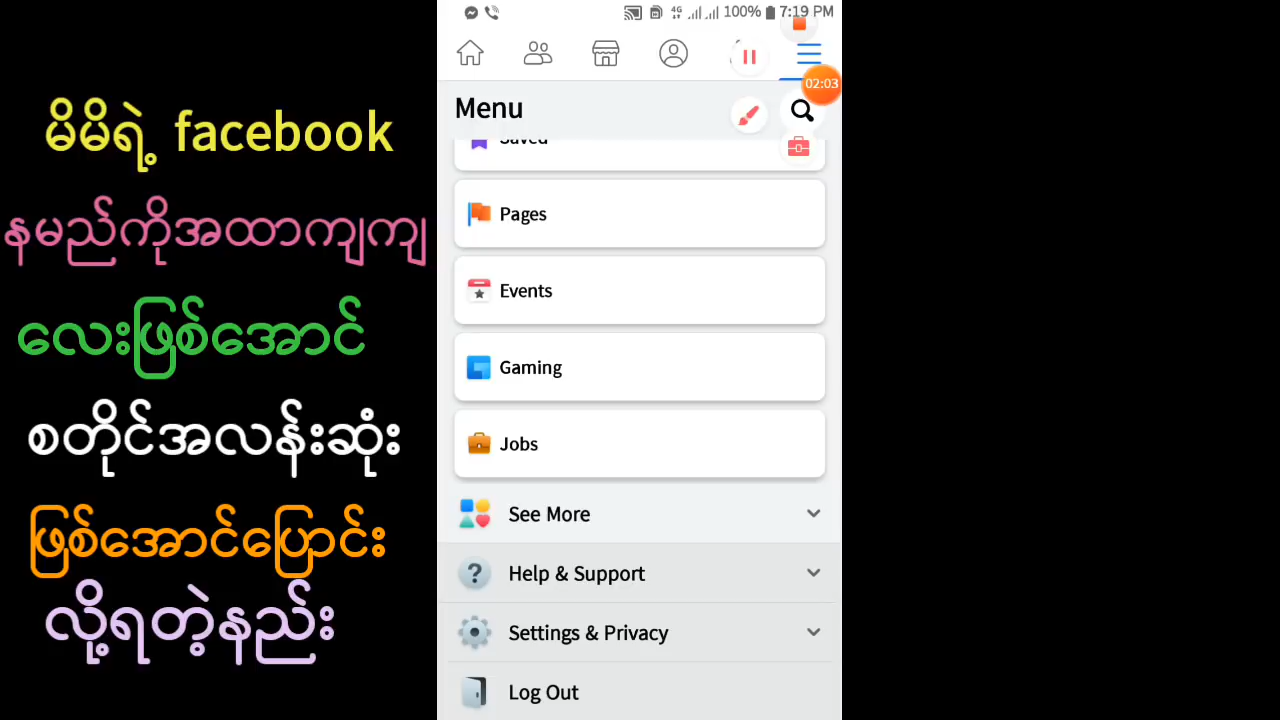 မိမိရဲ့ facebook
နမည်ကိုအထာကျကျ
လေးဖြစ်အောင်
စတိုင်အလန်းဆုံး
ဖြစ်အောင်ပြောင်း
လို့ရတဲ့နည်း
4G 100% 7:19 PM
02:03
Menu
Saved
Pages
Events
Gaming
Jobs
See More
Help & Support
Settings & Privacy
Log Out